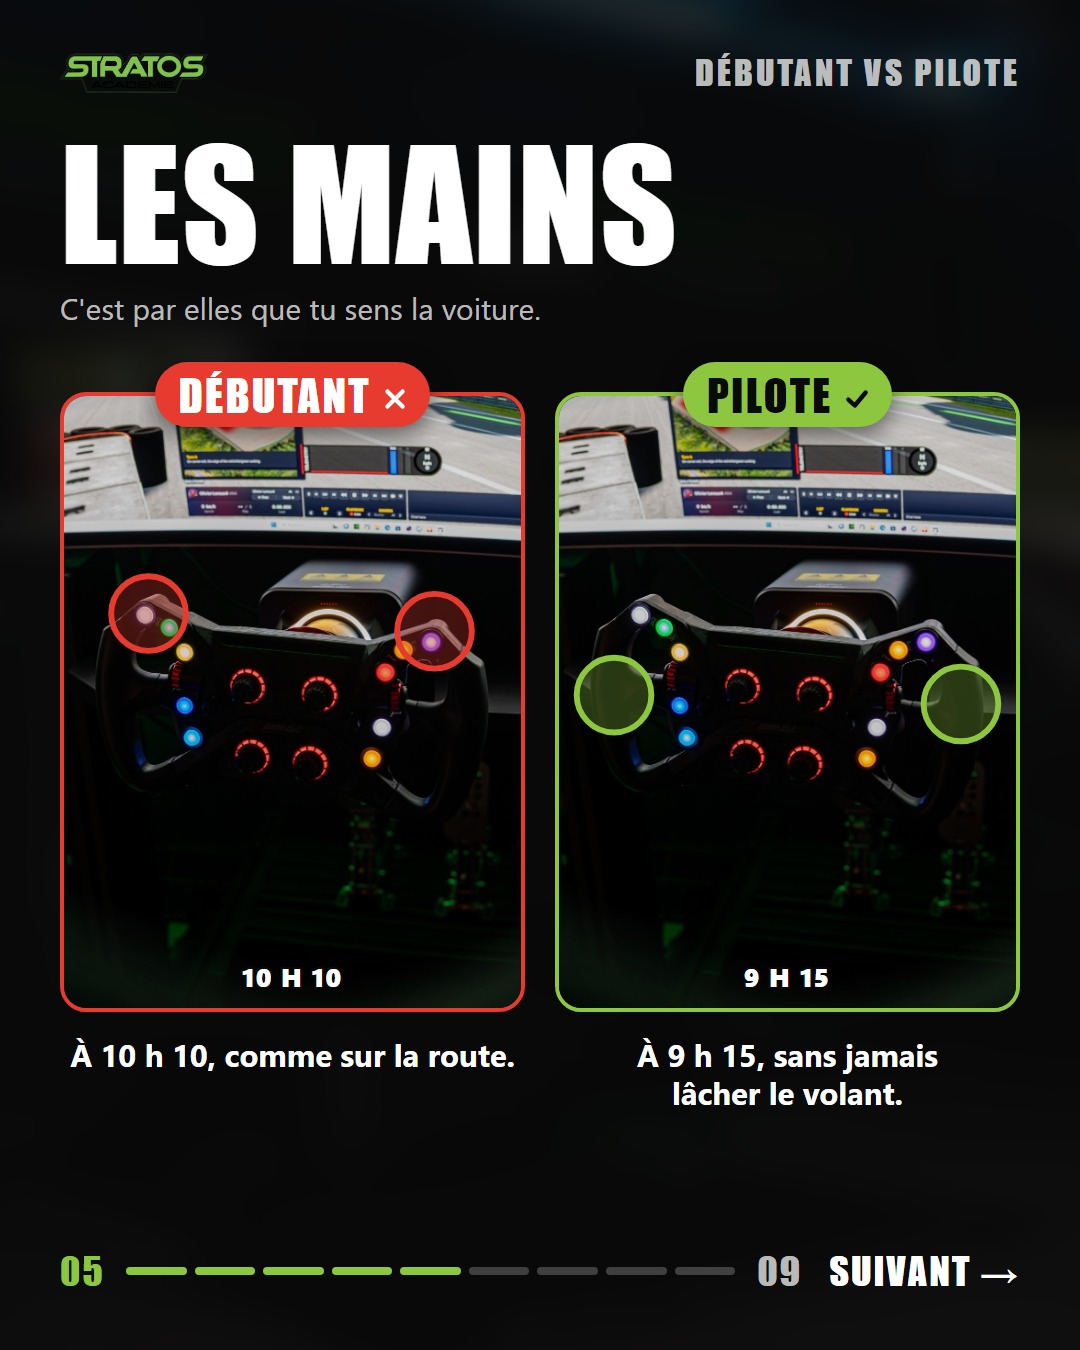 STRATOS
ACADEMIE
DÉBUTANT VS PILOTE
LES MAINS
C'est par elles que tu sens la voiture.
DÉBUTANT ×
PILOTE ✓
10 H 10
9 H 15
À 10 h 10, comme sur la route.
À 9 h 15, sans jamais
lâcher le volant.
05
09
SUIVANT →